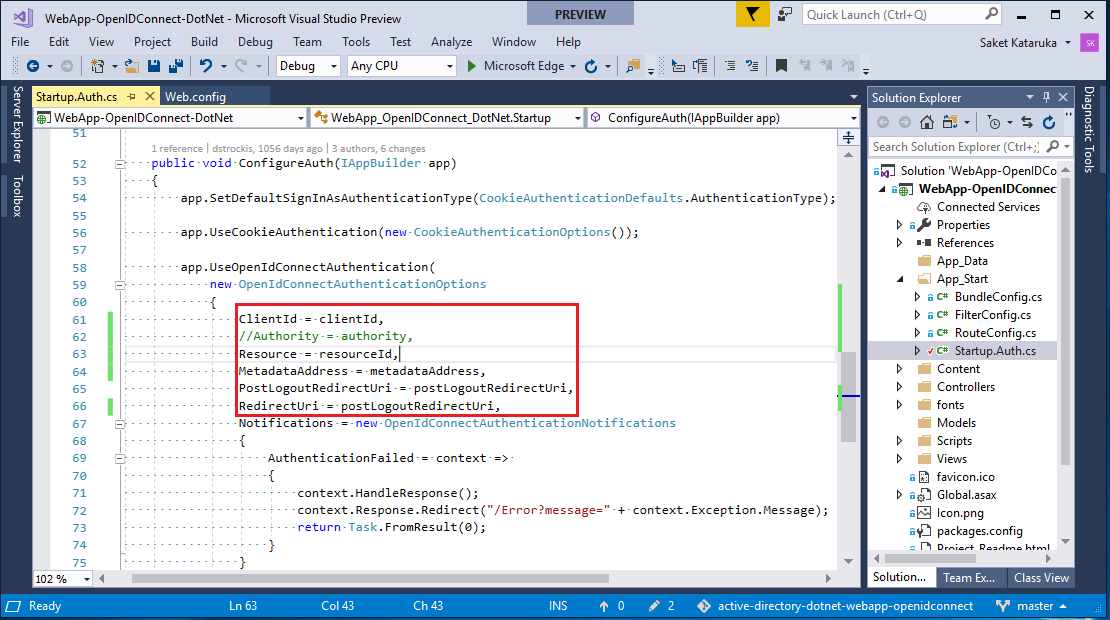 WebApp-OpenIDConnect-DotNet - Microsoft Visual Studio Preview
PREVIEW
Quick Launch (Ctrl+Q)
File Edit View Project Build Debug Team Tools Test Analyze Window Help
Saket Kataruka
SK
Debug Any CPU Microsoft Edge
Server Explorer
Toolbox
Startup.Auth.cs Web.config
WebApp-OpenIDConnect-DotNet WebApp_OpenIDConnect_DotNet.Startup ConfigureAuth(IAppBuilder app)
51
1 reference | dstrockis, 1056 days ago | 3 authors, 6 changes
52 public void ConfigureAuth(IAppBuilder app)
53 {
54 app.SetDefaultSignInAsAuthenticationType(CookieAuthenticationDefaults.AuthenticationType);
55
56 app.UseCookieAuthentication(new CookieAuthenticationOptions());
57
58 app.UseOpenIdConnectAuthentication(
59 new OpenIdConnectAuthenticationOptions
60 {
61 ClientId = clientId,
62 //Authority = authority,
63 Resource = resourceId,
64 MetadataAddress = metadataAddress,
65 PostLogoutRedirectUri = postLogoutRedirectUri,
66 RedirectUri = postLogoutRedirectUri,
67 Notifications = new OpenIdConnectAuthenticationNotifications
68 {
69 AuthenticationFailed = context =>
70 {
71 context.HandleResponse();
72 context.Response.Redirect("/Error?message=" + context.Exception.Message);
73 return Task.FromResult(0);
74 }
75 }
102 %
Solution Explorer
Search Solution Explorer (Ctrl+;)
Solution 'WebApp-OpenIDCo
WebApp-OpenIDConnect
Connected Services
Properties
References
App_Data
App_Start
C# BundleConfig.cs
C# FilterConfig.cs
C# RouteConfig.cs
C# Startup.Auth.cs
Content
Controllers
fonts
Models
Scripts
Views
favicon.ico
Global.asax
Icon.png
packages.config
Project_Readme.html
Solution... Team Ex... Class View
Diagnostic Tools
Ready Ln 63 Col 43 Ch 43 INS 0 2 active-directory-dotnet-webapp-openidconnect master